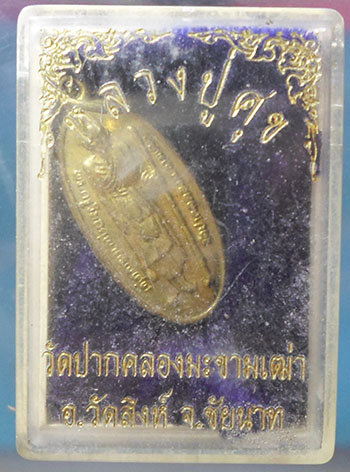 หลวงปู่ศุข
วัดปากคลองมะขามเฒ่า
อ.วัดสิงห์ จ.ชัยนาท